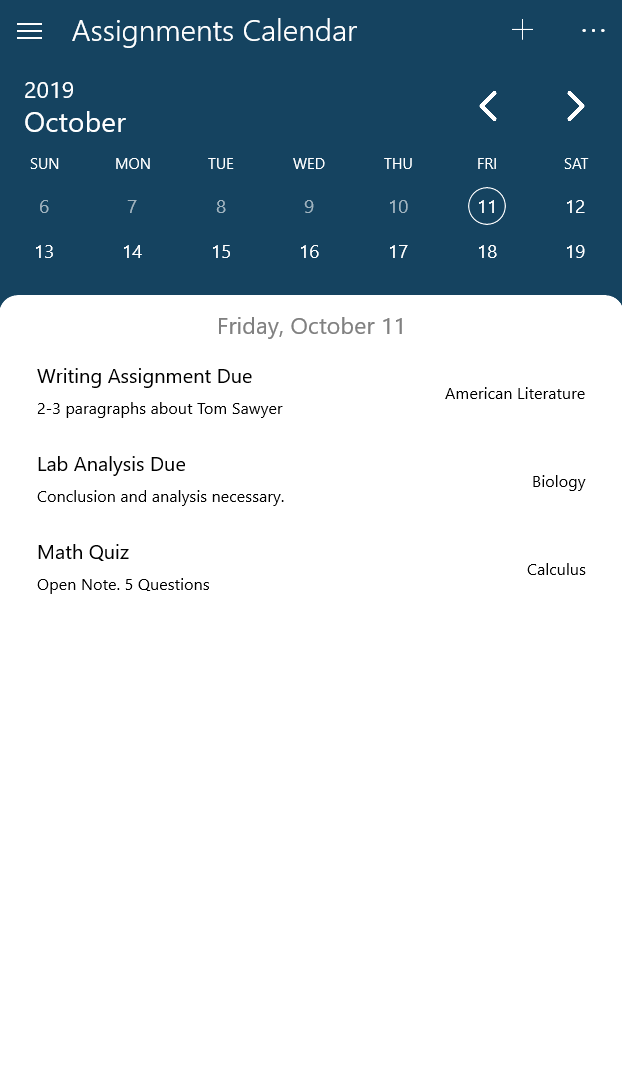 Assignments Calendar
2019
October
SUN MON TUE WED THU FRI SAT
6 7 8 9 10 11 12
13 14 15 16 17 18 19
Friday, October 11
Writing Assignment Due
American Literature
2-3 paragraphs about Tom Sawyer
Lab Analysis Due
Biology
Conclusion and analysis necessary.
Math Quiz
Calculus
Open Note. 5 Questions